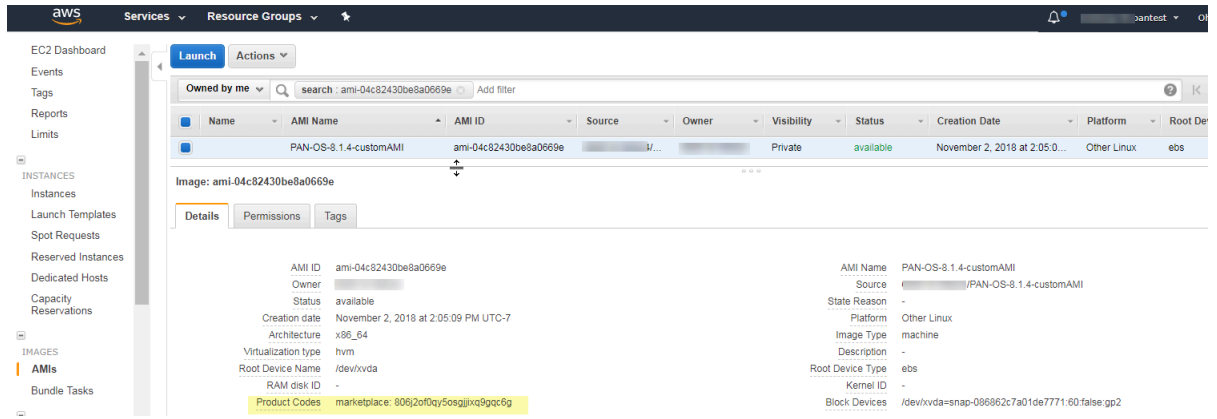 aws Services Resource Groups pantest Oh
EC2 Dashboard
Events
Tags
Reports
Limits
INSTANCES
Instances
Launch Templates
Spot Requests
Reserved Instances
Dedicated Hosts
Capacity
Reservations
IMAGES
AMIs
Bundle Tasks
Launch Actions
Owned by me search : ami-04c82430be8a0669e Add filter
Name AMI Name AMI ID Source Owner Visibility Status Creation Date Platform Root De
PAN-OS-8.1.4-customAMI ami-04c82430be8a0669e /... Private available November 2, 2018 at 2:05:0... Other Linux ebs
Image: ami-04c82430be8a0669e
Details Permissions Tags
AMI ID ami-04c82430be8a0669e AMI Name PAN-OS-8.1.4-customAMI
Owner Source /PAN-OS-8.1.4-customAMI
Status available State Reason -
Creation date November 2, 2018 at 2:05:09 PM UTC-7 Platform Other Linux
Architecture x86_64 Image Type machine
Virtualization type hvm Description -
Root Device Name /dev/xvda Root Device Type ebs
RAM disk ID - Kernel ID -
Product Codes marketplace: 806j2of0qy5osgjjixq9gqc6g Block Devices /dev/xvda=snap-086862c7a01de7771:60:false:gp2